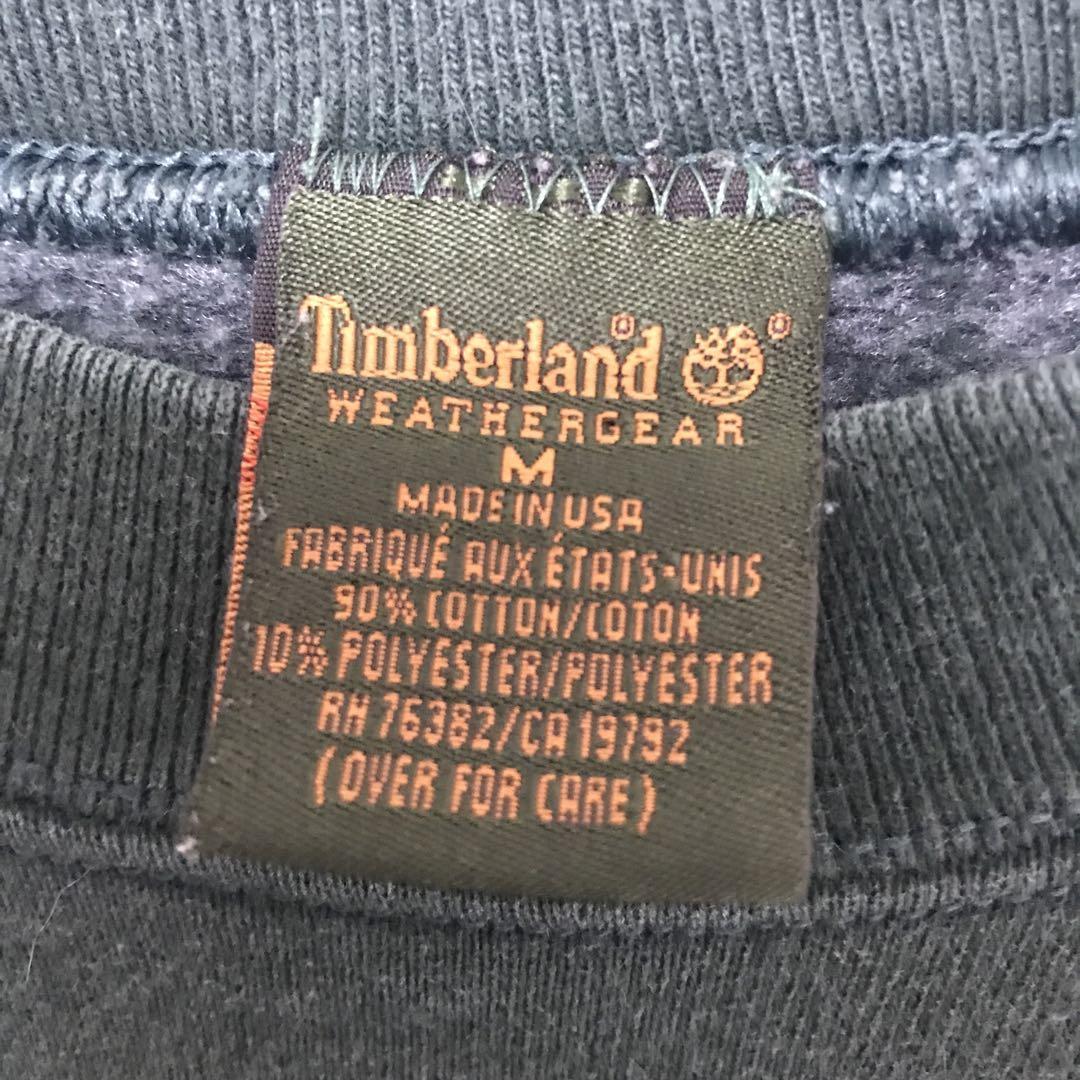 Timberland®®
WEATHERGEAR
M
MADE IN USA
FABRIQUÉ AUX ÉTATS-UNIS
90% COTTON/COTON
10% POLYESTER/POLYESTER
RH 76382/CA 19792
(OVER FOR CARE)